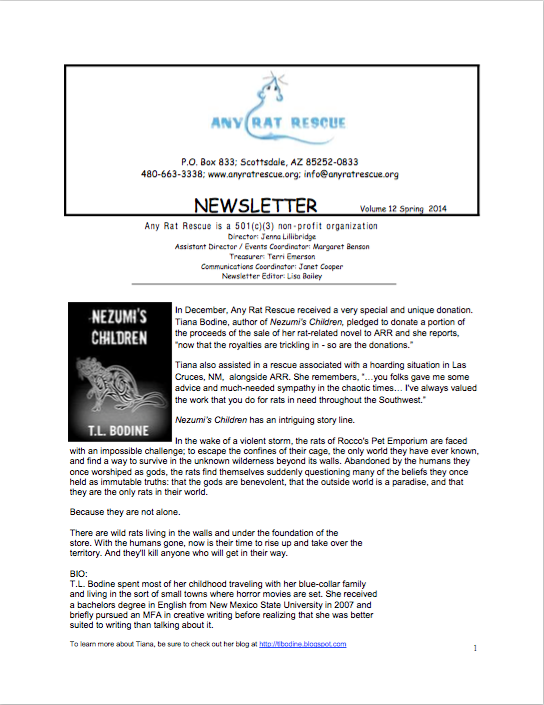 ANY RAT RESCUE
P.O. Box 833; Scottsdale, AZ 85252-0833
480-663-3338; www.anyratrescue.org; info@anyratrescue.org
NEWSLETTER Volume 12 Spring 2014
Any Rat Rescue is a 501(c)(3) non-profit organization
Director: Jenna Lillibridge
Assistant Director / Events Coordinator: Margaret Benson
Treasurer: Terri Emerson
Communications Coordinator: Janet Cooper
Newsletter Editor: Lisa Bailey
NEZUMI'S
CHILDREN
T.L. BODINE
In December, Any Rat Rescue received a very special and unique donation.
Tiana Bodine, author of Nezumi's Children, pledged to donate a portion of
the proceeds of the sale of her rat-related novel to ARR and she reports,
"now that the royalties are trickling in - so are the donations."
Tiana also assisted in a rescue associated with a hoarding situation in Las
Cruces, NM, alongside ARR. She remembers, "…you folks gave me some
advice and much-needed sympathy in the chaotic times… I've always valued
the work that you do for rats in need throughout the Southwest."
Nezumi's Children has an intriguing story line.
In the wake of a violent storm, the rats of Rocco's Pet Emporium are faced
with an impossible challenge; to escape the confines of their cage, the only world they have ever known,
and find a way to survive in the unknown wilderness beyond its walls. Abandoned by the humans they
once worshiped as gods, the rats find themselves suddenly questioning many of the beliefs they once
held as immutable truths: that the gods are benevolent, that the outside world is a paradise, and that
they are the only rats in their world.
Because they are not alone.
There are wild rats living in the walls and under the foundation of the
store. With the humans gone, now is their time to rise up and take over the
territory. And they'll kill anyone who will get in their way.
BIO:
T.L. Bodine spent most of her childhood traveling with her blue-collar family
and living in the sort of small towns where horror movies are set. She received
a bachelors degree in English from New Mexico State University in 2007 and
briefly pursued an MFA in creative writing before realizing that she was better
suited to writing than talking about it.
To learn more about Tiana, be sure to check out her blog at http://tlbodine.blogspot.com
1